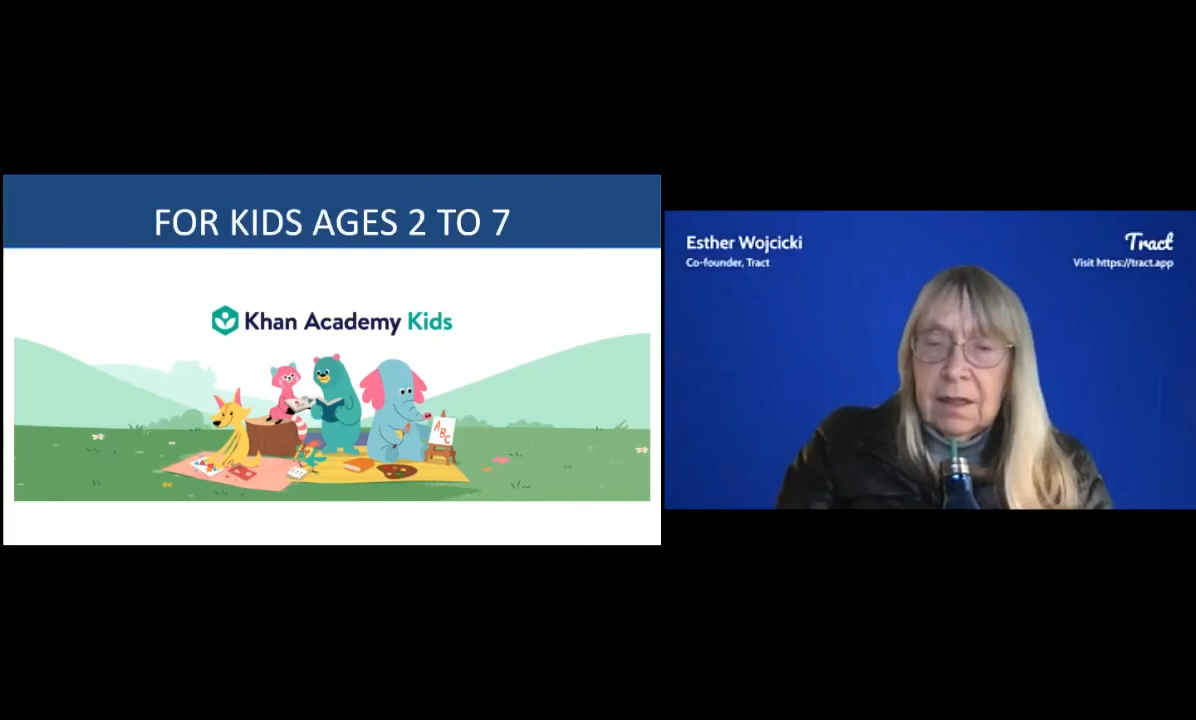 FOR KIDS AGES 2 TO 7
Khan Academy Kids
ABC
Esther Wojcicki
Co-founder, Tract
Tract
Visit https://tract.app